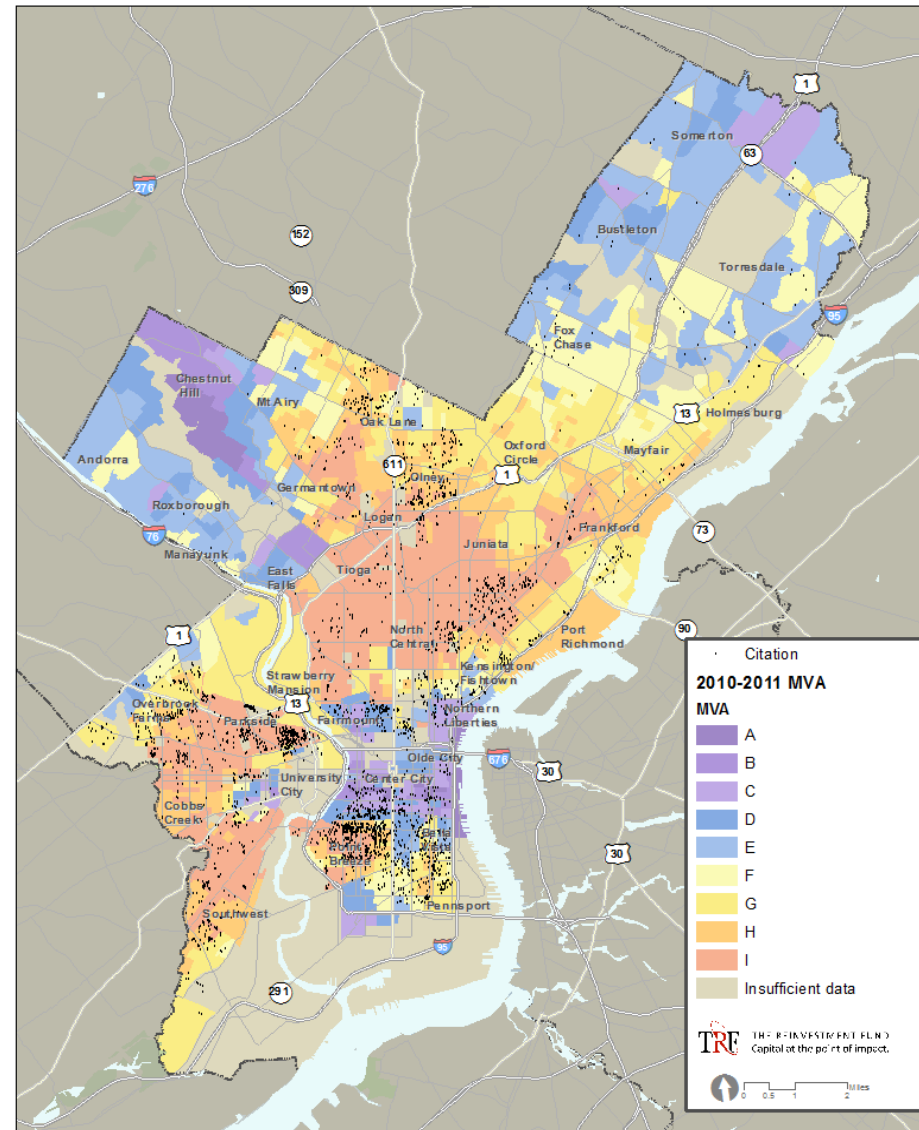 1
Somerton
63
276
Bustleton
152
Torresdale
309
95
Fox
Chase
Chestnut
Hill
Mt Airy
13
Holmesburg
Oak Lane
Oxford
Circle
Mayfair
Andorra
611
Olney
1
Germantown
Roxborough
Logan
Frankford
76
Juniata
73
Manayunk
East
Falls
Tioga
1
North
Central
Port
Richmond
90
Kensington/
Fishtown
Strawberry
Mansion
13
Overbrook
Farms
Parkside
Fairmount
Northern
Liberties
Olde City
676
30
University
City
Center City
Cobbs
Creek
Point
Breeze
Bella
Vista
30
Southwest
Pennsport
95
291
Citation
2010-2011 MVA
MVA
A
B
C
D
E
F
G
H
I
Insufficient data
TRF THE REINVESTMENT FUND
Capital at the point of impact.
Miles
0 0.5 1 2